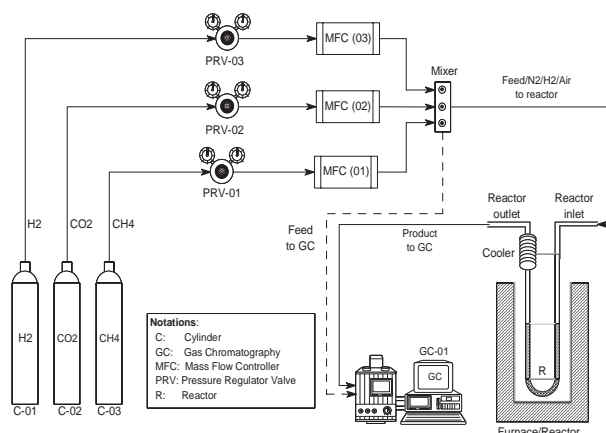 MFC (03)
PRV-03
Mixer
Feed/N2/H2/Air
to reactor
MFC (02)
PRV-02
MFC (01)
PRV-01
H2
CO2
CH4
Feed
to GC
Product
to GC
Reactor
outlet
Reactor
inlet
Cooler
H2
CO2
CH4
C-01
C-02
C-03
Notations:
C: Cylinder
GC: Gas Chromatography
MFC: Mass Flow Controller
PRV: Pressure Regulator Valve
R: Reactor
GC-01
GC
R
Furnace/Reactor